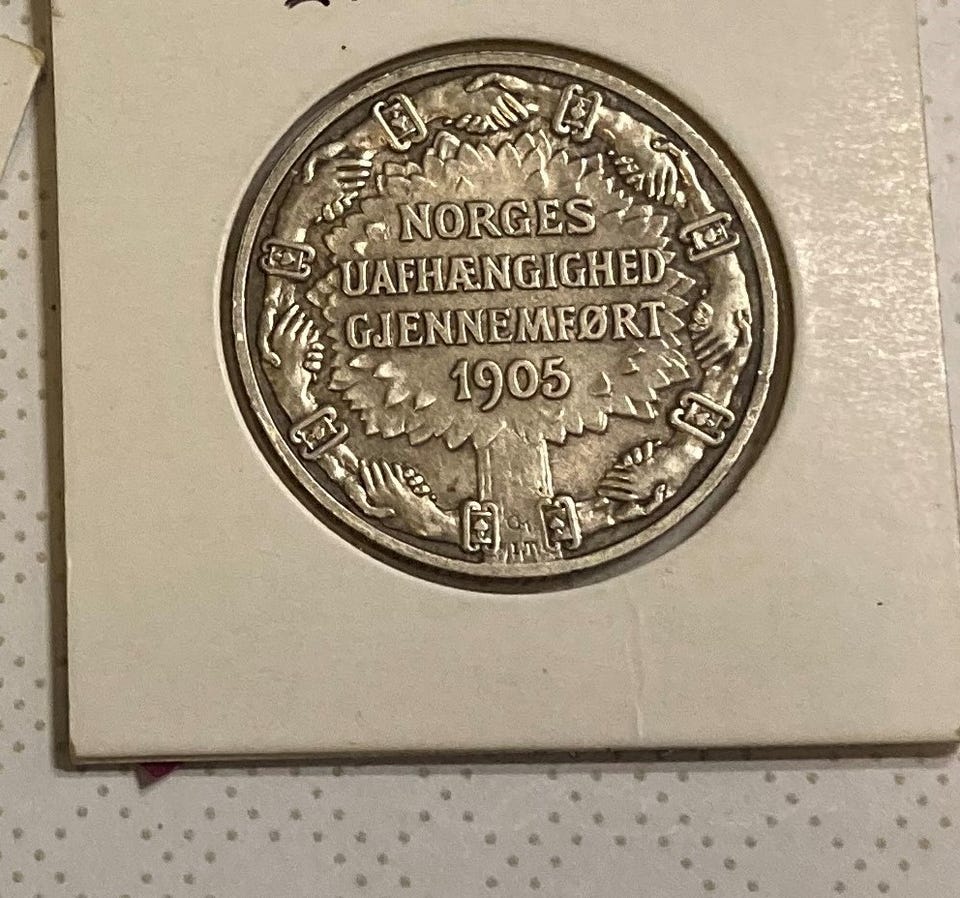 NORGES
UAFHÆNGIGHED
GJENNEMFØRT
1905